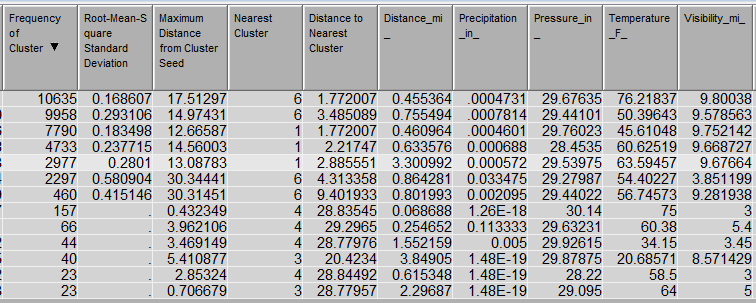 Frequency of Cluster ▼ Root-Mean-Square Standard Deviation Maximum Distance from Cluster Seed Nearest Cluster Distance to Nearest Cluster Distance_mi_ Precipitation_in_ Pressure_in_ Temperature_F_ Visibility_mi_
10635 0.168607 17.51297 6 1.772007 0.455364 .0004731 29.67635 76.21837 9.80038
9958 0.293106 14.97431 6 3.485089 0.755494 .0007814 29.44101 50.39643 9.578563
7790 0.183498 12.66587 1 1.772007 0.460964 .0004601 29.76023 45.61048 9.752142
4733 0.237715 14.56003 1 2.21747 0.633576 0.000688 28.4535 60.62519 9.668727
2977 0.2801 13.08783 1 2.885551 3.300992 0.000572 29.53975 63.59457 9.67664
2297 0.580904 30.34441 6 4.313358 0.864281 0.033475 29.27987 54.40227 3.851199
460 0.415146 30.31451 6 9.401933 0.801993 0.002095 29.44022 56.74573 9.281938
157 . 0.432349 4 28.83545 0.068688 1.26E-18 30.14 75 3
66 . 3.962106 4 29.2965 0.254652 0.113333 29.63231 60.38 5.4
44 . 3.469149 4 28.77976 1.552159 0.005 29.92615 34.15 3.45
40 . 5.410877 3 20.4234 3.84905 1.48E-19 29.87875 20.68571 8.571429
23 . 2.85324 4 28.84492 0.615348 1.48E-19 28.22 58.5 3
23 . 0.706679 3 28.77957 2.29687 1.48E-19 29.095 64 5